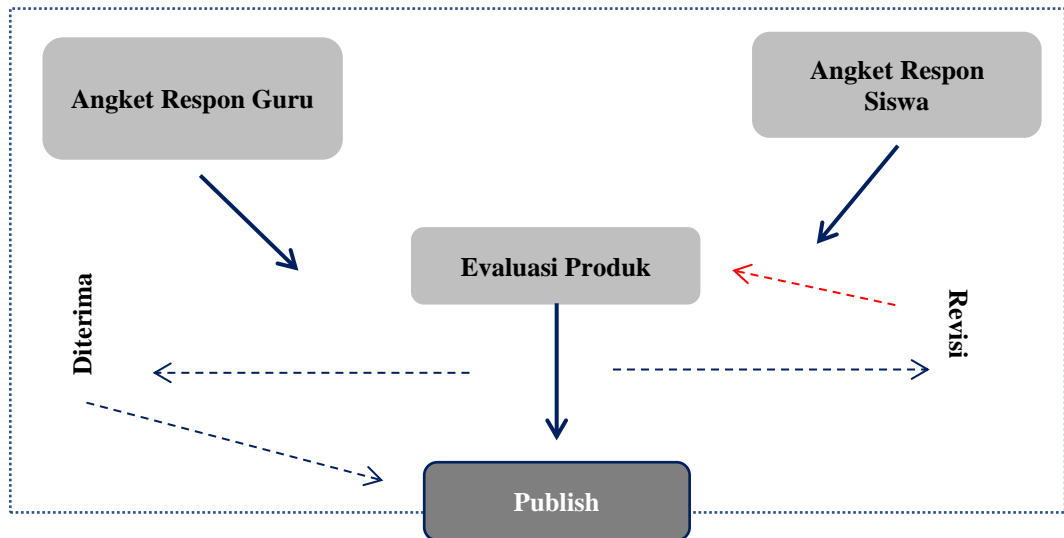 Angket Respon Guru
Angket Respon
Siswa
Evaluasi Produk
Diterima
Revisi
Publish